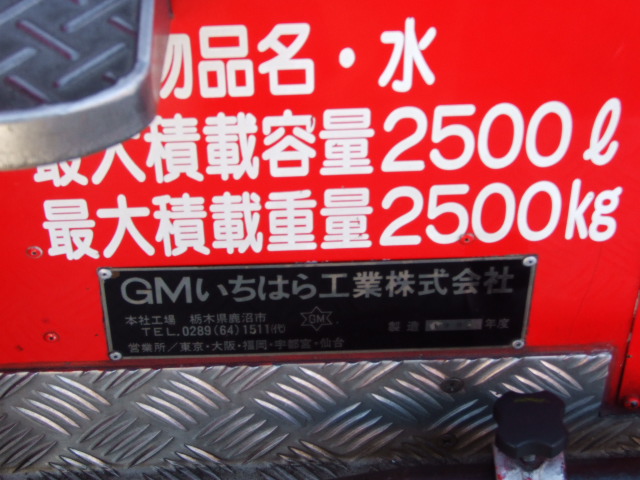 物品名・水
最大積載容量2500ℓ
最大積載重量2500kg
GMいちはら工業株式会社
本社工場 栃木県鹿沼市
TEL.0289(64)1511㈹
GM
製造 年度
営業所/東京・大阪・福岡・宇都宮・仙台